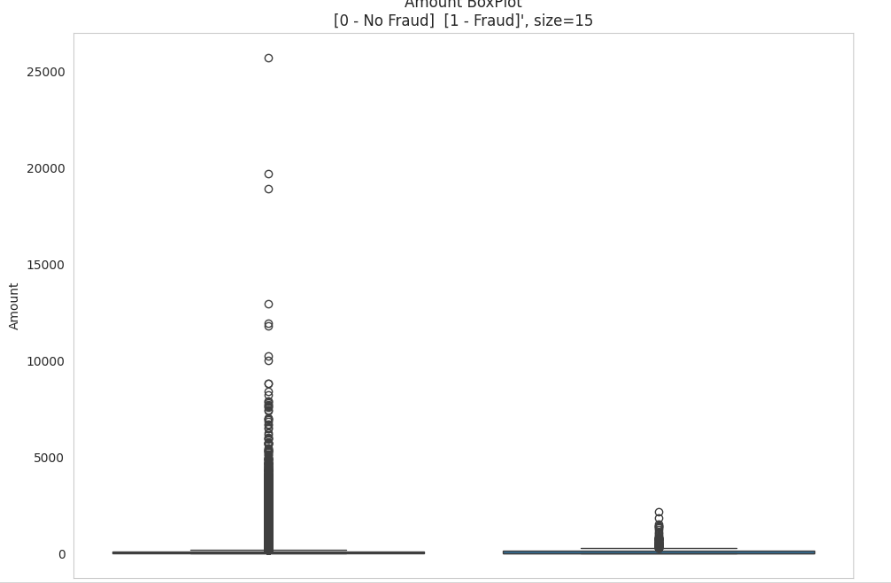 Amount BoxPlot
[0 - No Fraud]  [1 - Fraud]', size=15
25000
20000
15000
10000
5000
0
Amount